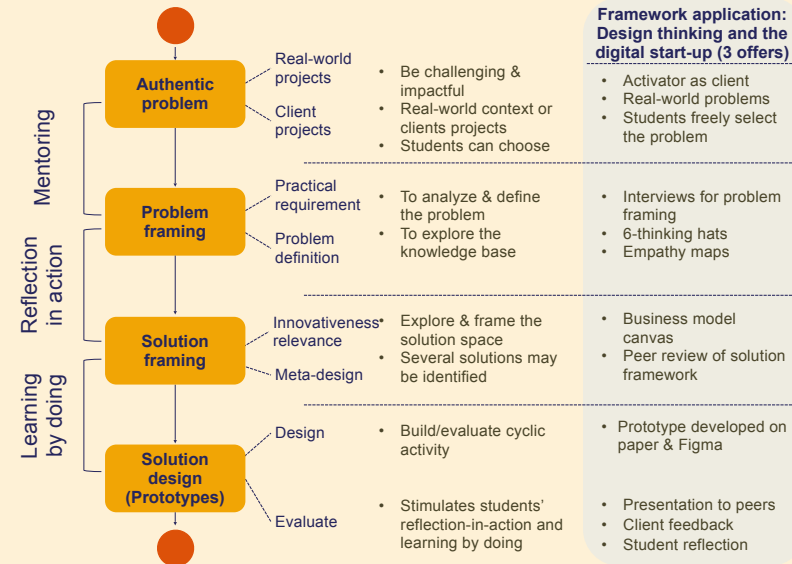 Framework application:
Design thinking and the
digital start-up (3 offers)
Mentoring
Reflection
in action
Learning
by doing
Authentic
problem
Real-world
projects
Client
projects
• Be challenging &
impactful
• Real-world context or
clients projects
• Students can choose
• Activator as client
• Real-world problems
• Students freely select
the problem
Problem
framing
Practical
requirement
Problem
definition
• To analyze & define
the problem
• To explore the
knowledge base
• Interviews for problem
framing
• 6-thinking hats
• Empathy maps
Solution
framing
Innovativeness
relevance
Meta-design
• Explore & frame the
solution space
• Several solutions may
be identified
• Business model
canvas
• Peer review of solution
framework
Solution
design
(Prototypes)
Design
• Build/evaluate cyclic
activity
• Prototype developed on
paper & Figma
Evaluate
• Stimulates students'
reflection-in-action and
learning by doing
• Presentation to peers
• Client feedback
• Student reflection